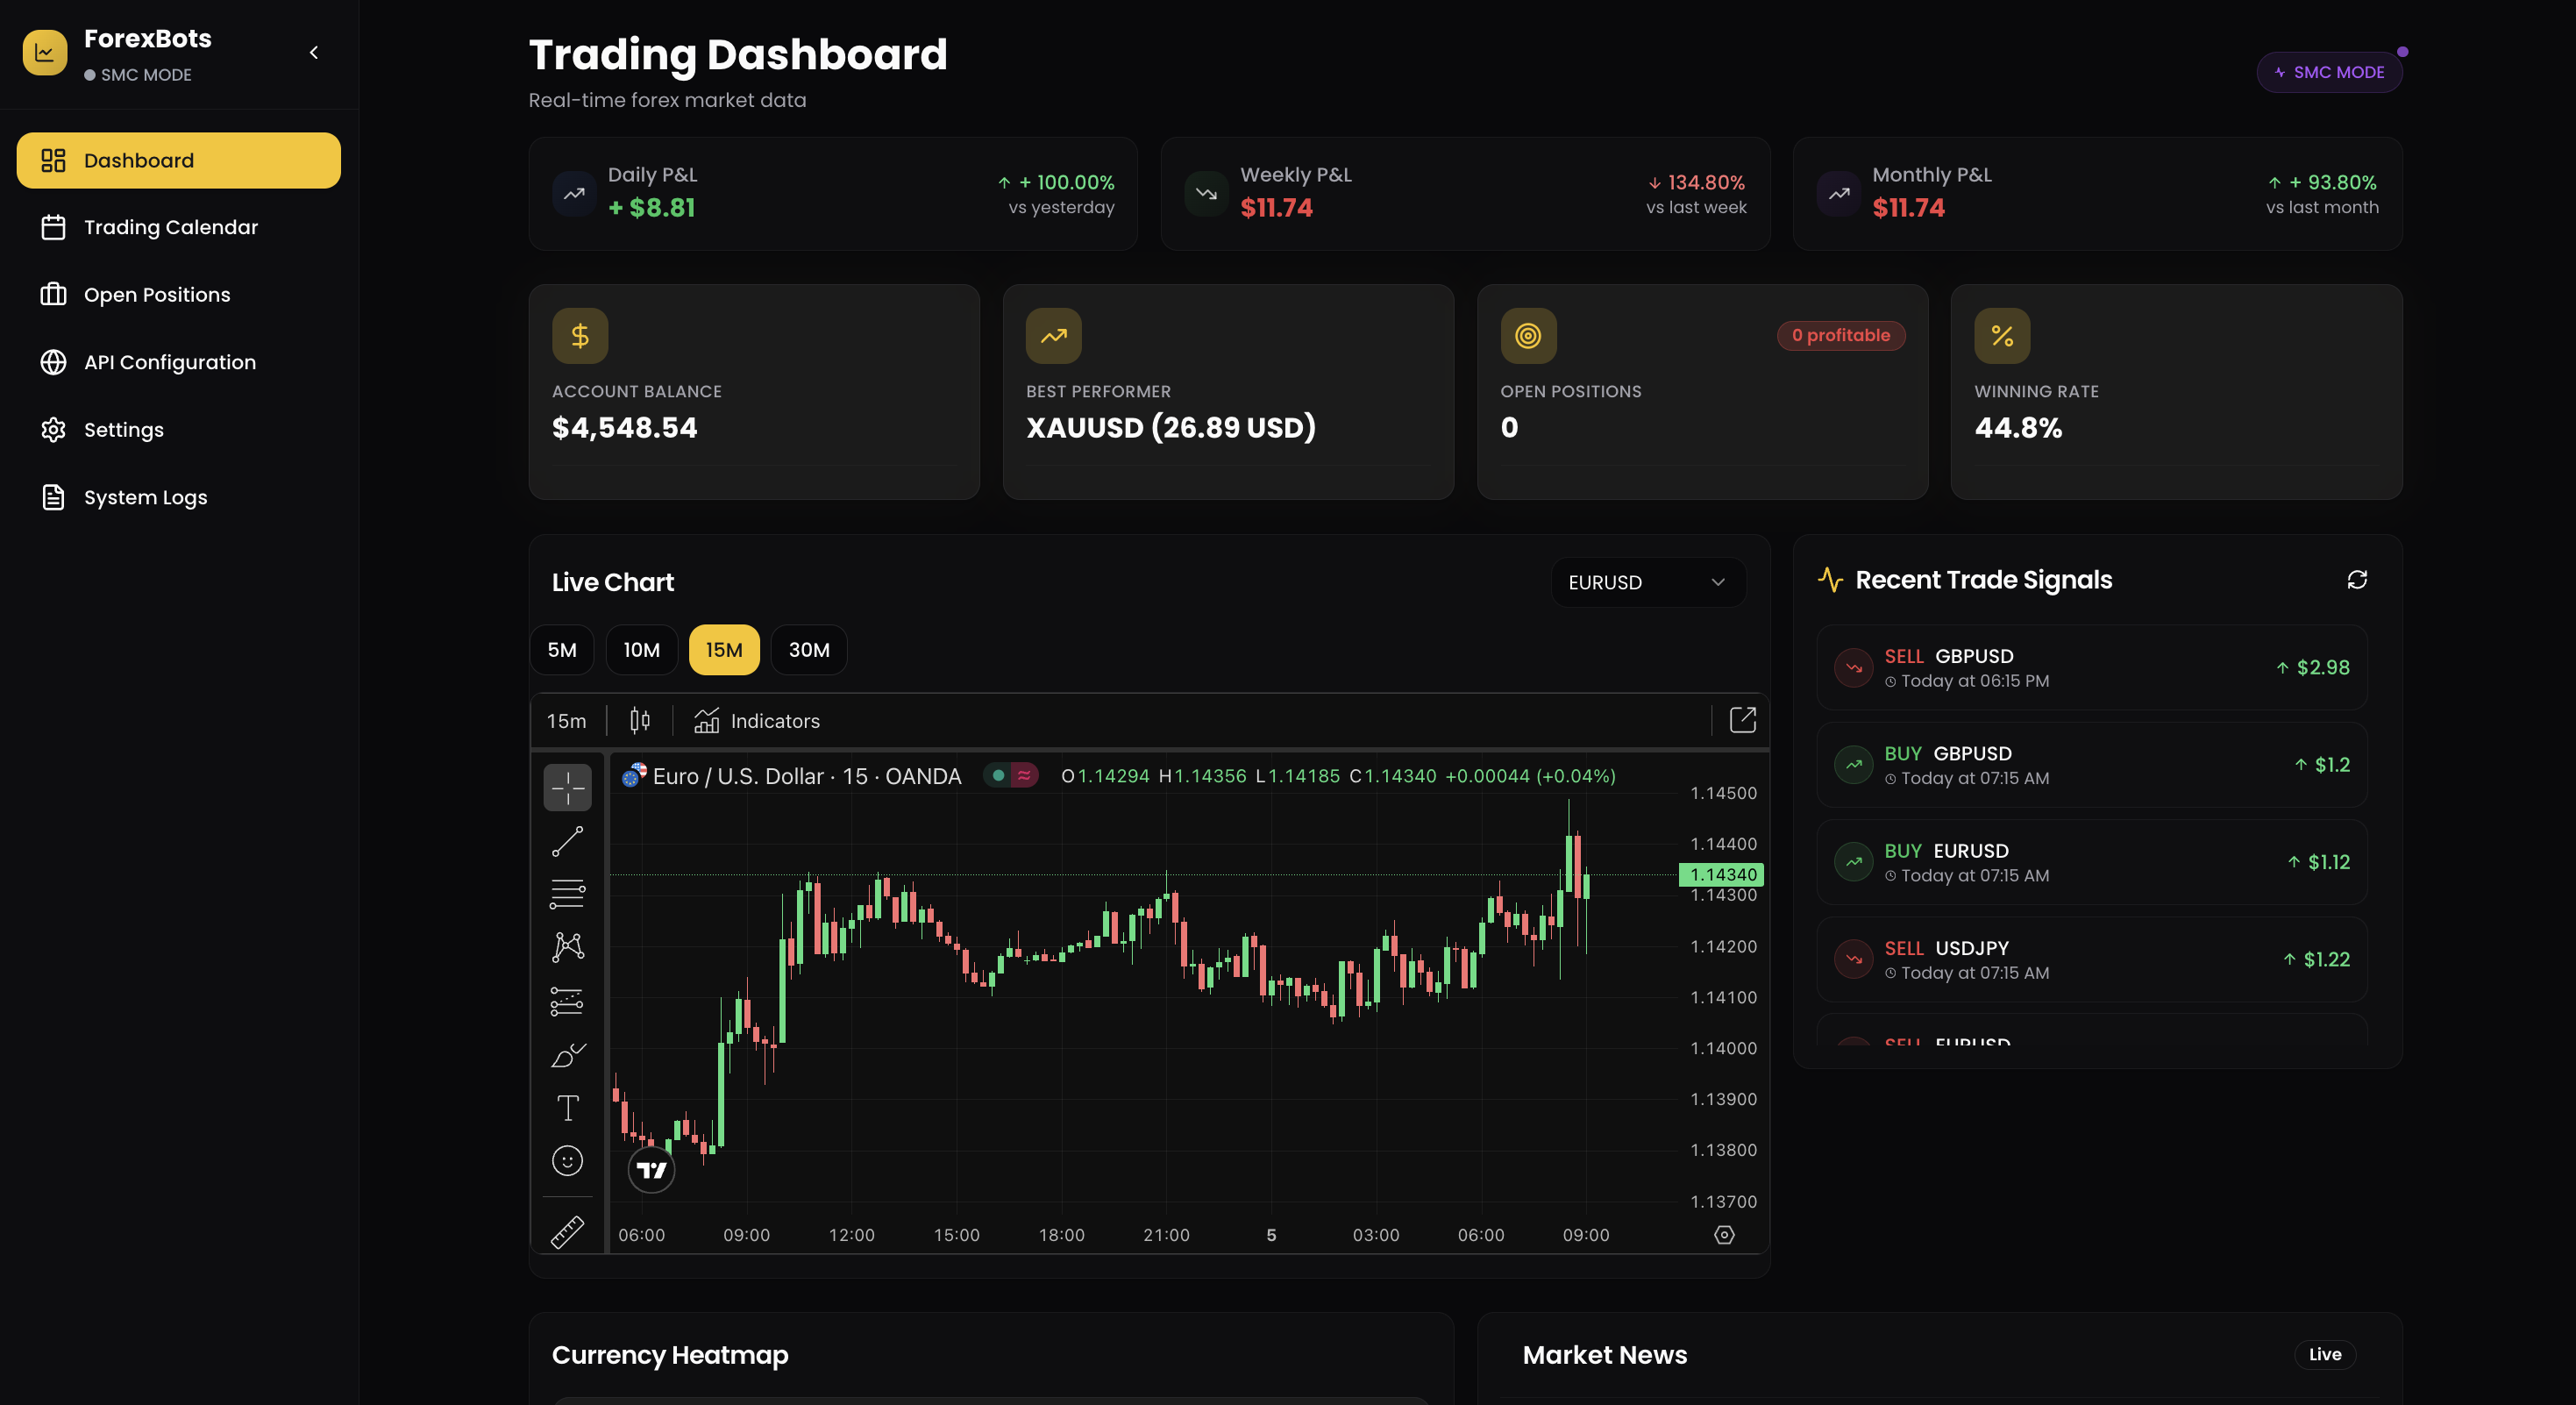 ForexBots
SMC MODE
Dashboard
Trading Calendar
Open Positions
API Configuration
Settings
System Logs
Trading Dashboard
Real-time forex market data
SMC MODE
Daily P&L
+ $8.81
+ 100.00%
vs yesterday
Weekly P&L
$11.74
134.80%
vs last week
Monthly P&L
$11.74
+ 93.80%
vs last month
ACCOUNT BALANCE
$4,548.54
BEST PERFORMER
XAUUSD (26.89 USD)
0 profitable
OPEN POSITIONS
0
WINNING RATE
44.8%
Live Chart
EURUSD
5M 10M 15M 30M
15m Indicators
Euro / U.S. Dollar · 15 · OANDA O1.14294 H1.14356 L1.14185 C1.14340 +0.00044 (+0.04%)
1.14500
1.14400
1.14340
1.14300
1.14200
1.14100
1.14000
1.13900
1.13800
1.13700
06:00 09:00 12:00 15:00 18:00 21:00 5 03:00 06:00 09:00
Recent Trade Signals
SELL GBPUSD
Today at 06:15 PM
$2.98
BUY GBPUSD
Today at 07:15 AM
$1.2
BUY EURUSD
Today at 07:15 AM
$1.12
SELL USDJPY
Today at 07:15 AM
$1.22
SELL EURUSD
Currency Heatmap
Market News
Live